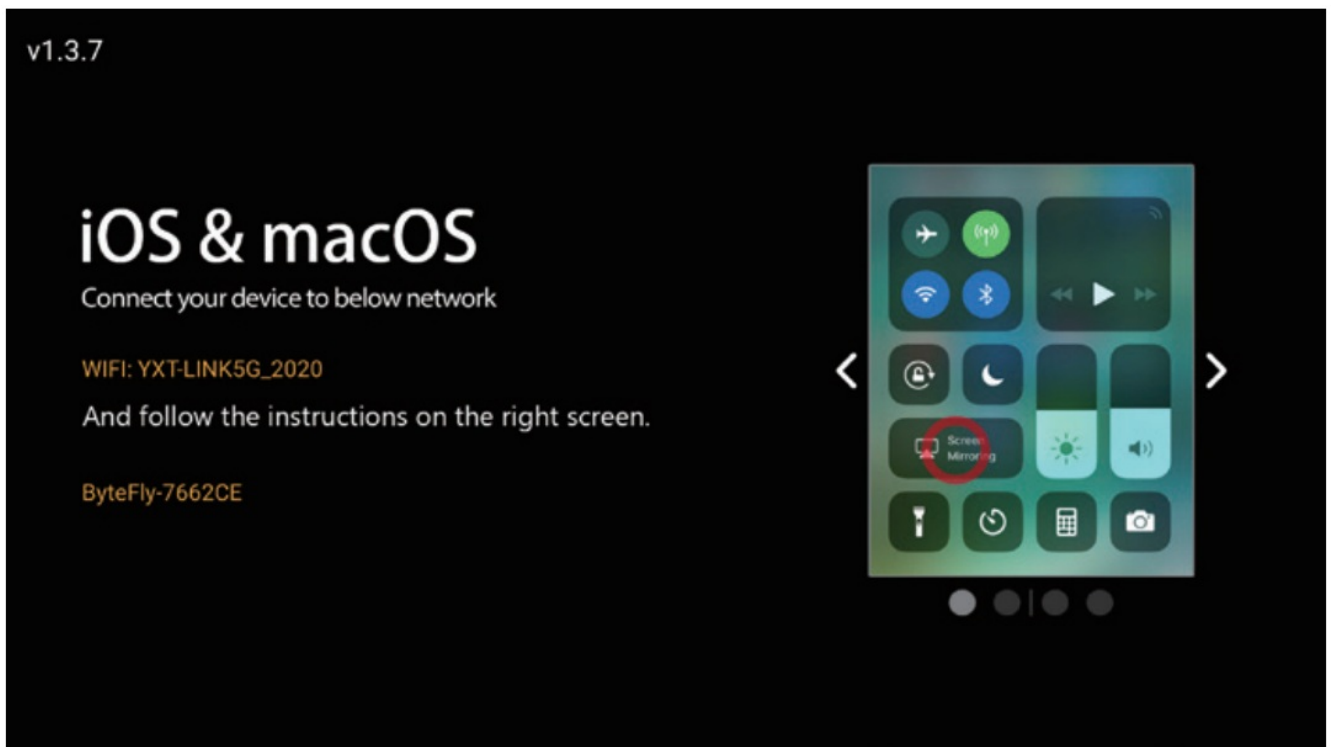 v1.3.7
iOS & macOS
Connect your device to below network
WIFI: YXT-LINK5G_2020
And follow the instructions on the right screen.
ByteFly-7662CE
Screen
Mirroring